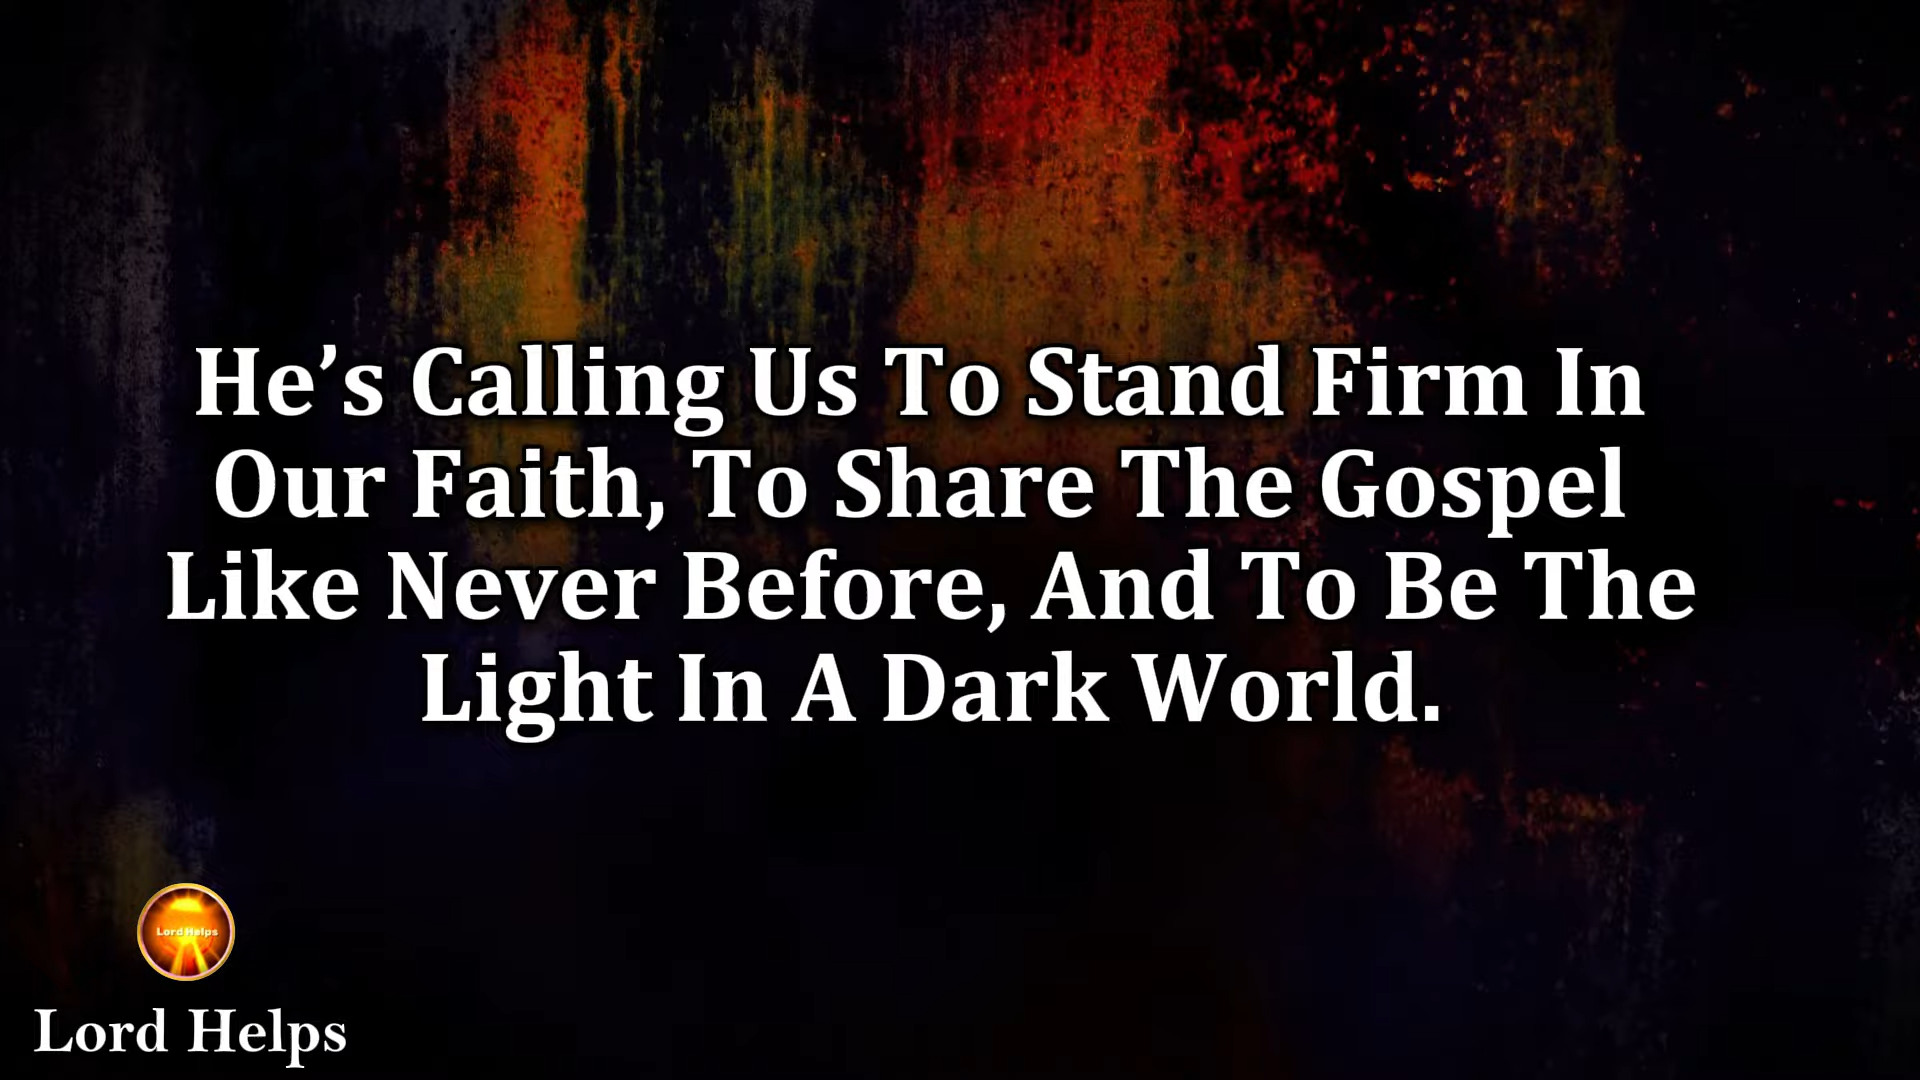 He’s Calling Us To Stand Firm In
Our Faith, To Share The Gospel
Like Never Before, And To Be The
Light In A Dark World.
Lord Helps
Lord Helps